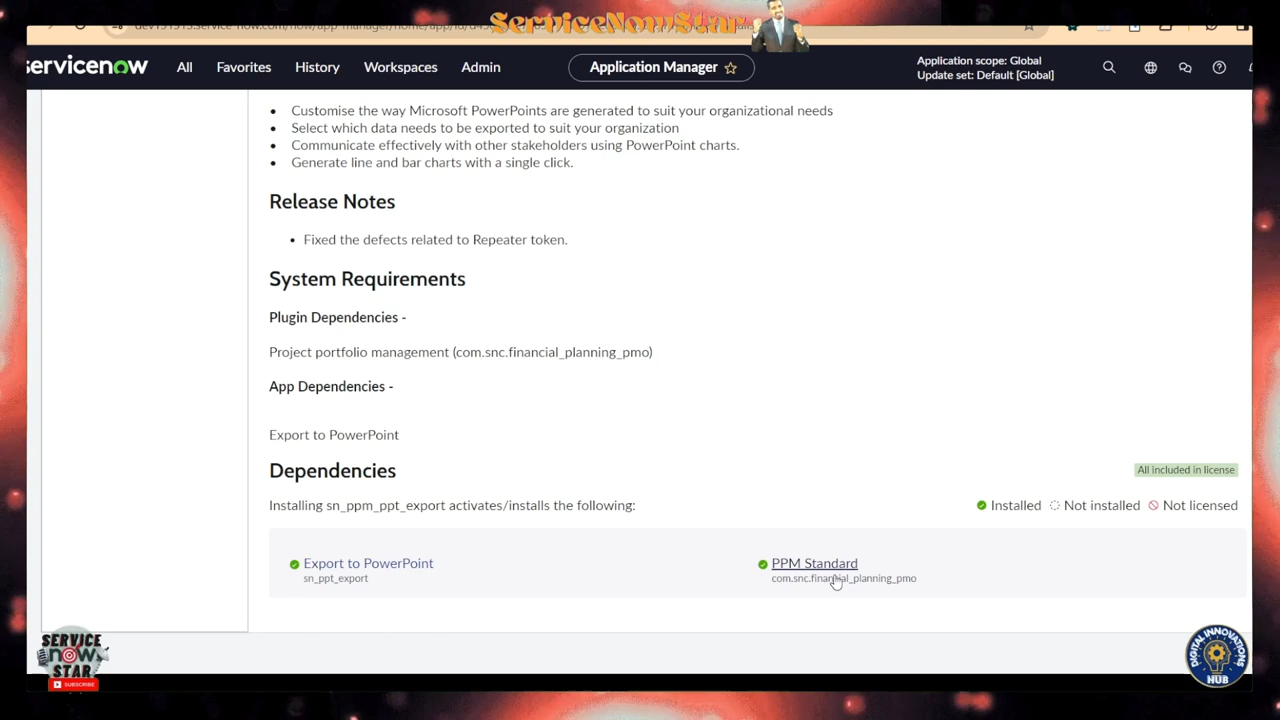 ServiceNowStar
servicenow
All
Favorites
History
Workspaces
Admin
Application Manager
Application scope: Global
Update set: Default [Global]
• Customise the way Microsoft PowerPoints are generated to suit your organizational needs
• Select which data needs to be exported to suit your organization
• Communicate effectively with other stakeholders using PowerPoint charts.
• Generate line and bar charts with a single click.
Release Notes
• Fixed the defects related to Repeater token.
System Requirements
Plugin Dependencies -
Project portfolio management (com.snc.financial_planning_pmo)
App Dependencies -
Export to PowerPoint
Dependencies
All included in license
Installing sn_ppm_ppt_export activates/installs the following:
Installed
Not installed
Not licensed
Export to PowerPoint
sn_ppt_export
PPM Standard
com.snc.financial_planning_pmo
SERVICE
NOW
STAR
SUBSCRIBE
DIGITAL INNOVATIONS
HUB